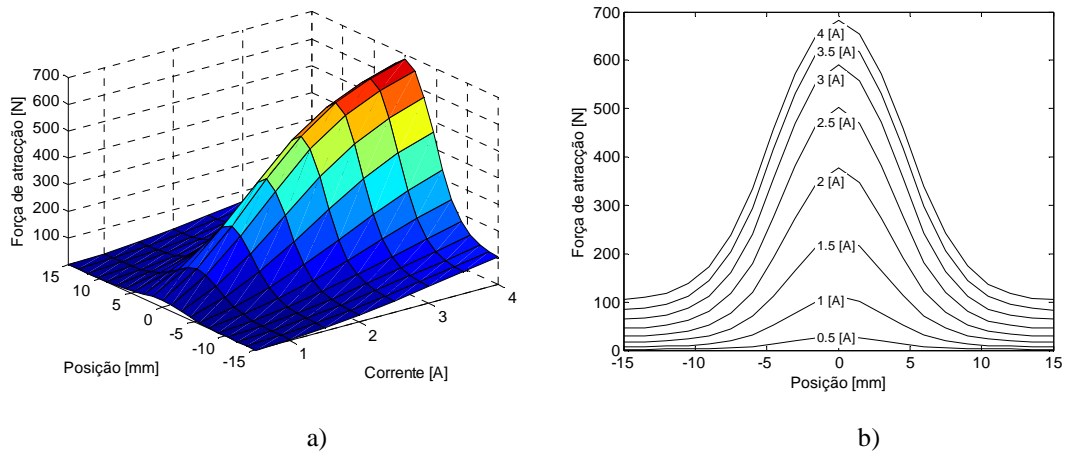 a)
Força de atracção [N]
700
600
500
400
300
200
100
15
10
5
0
-5
-10
-15
Posição [mm]
1
2
3
4
Corrente [A]
b)
Força de atracção [N]
700
600
500
400
300
200
100
0
4 [A]
3.5 [A]
3 [A]
2.5 [A]
2 [A]
1.5 [A]
1 [A]
0.5 [A]
-15
-10
-5
0
5
10
15
Posição [mm]